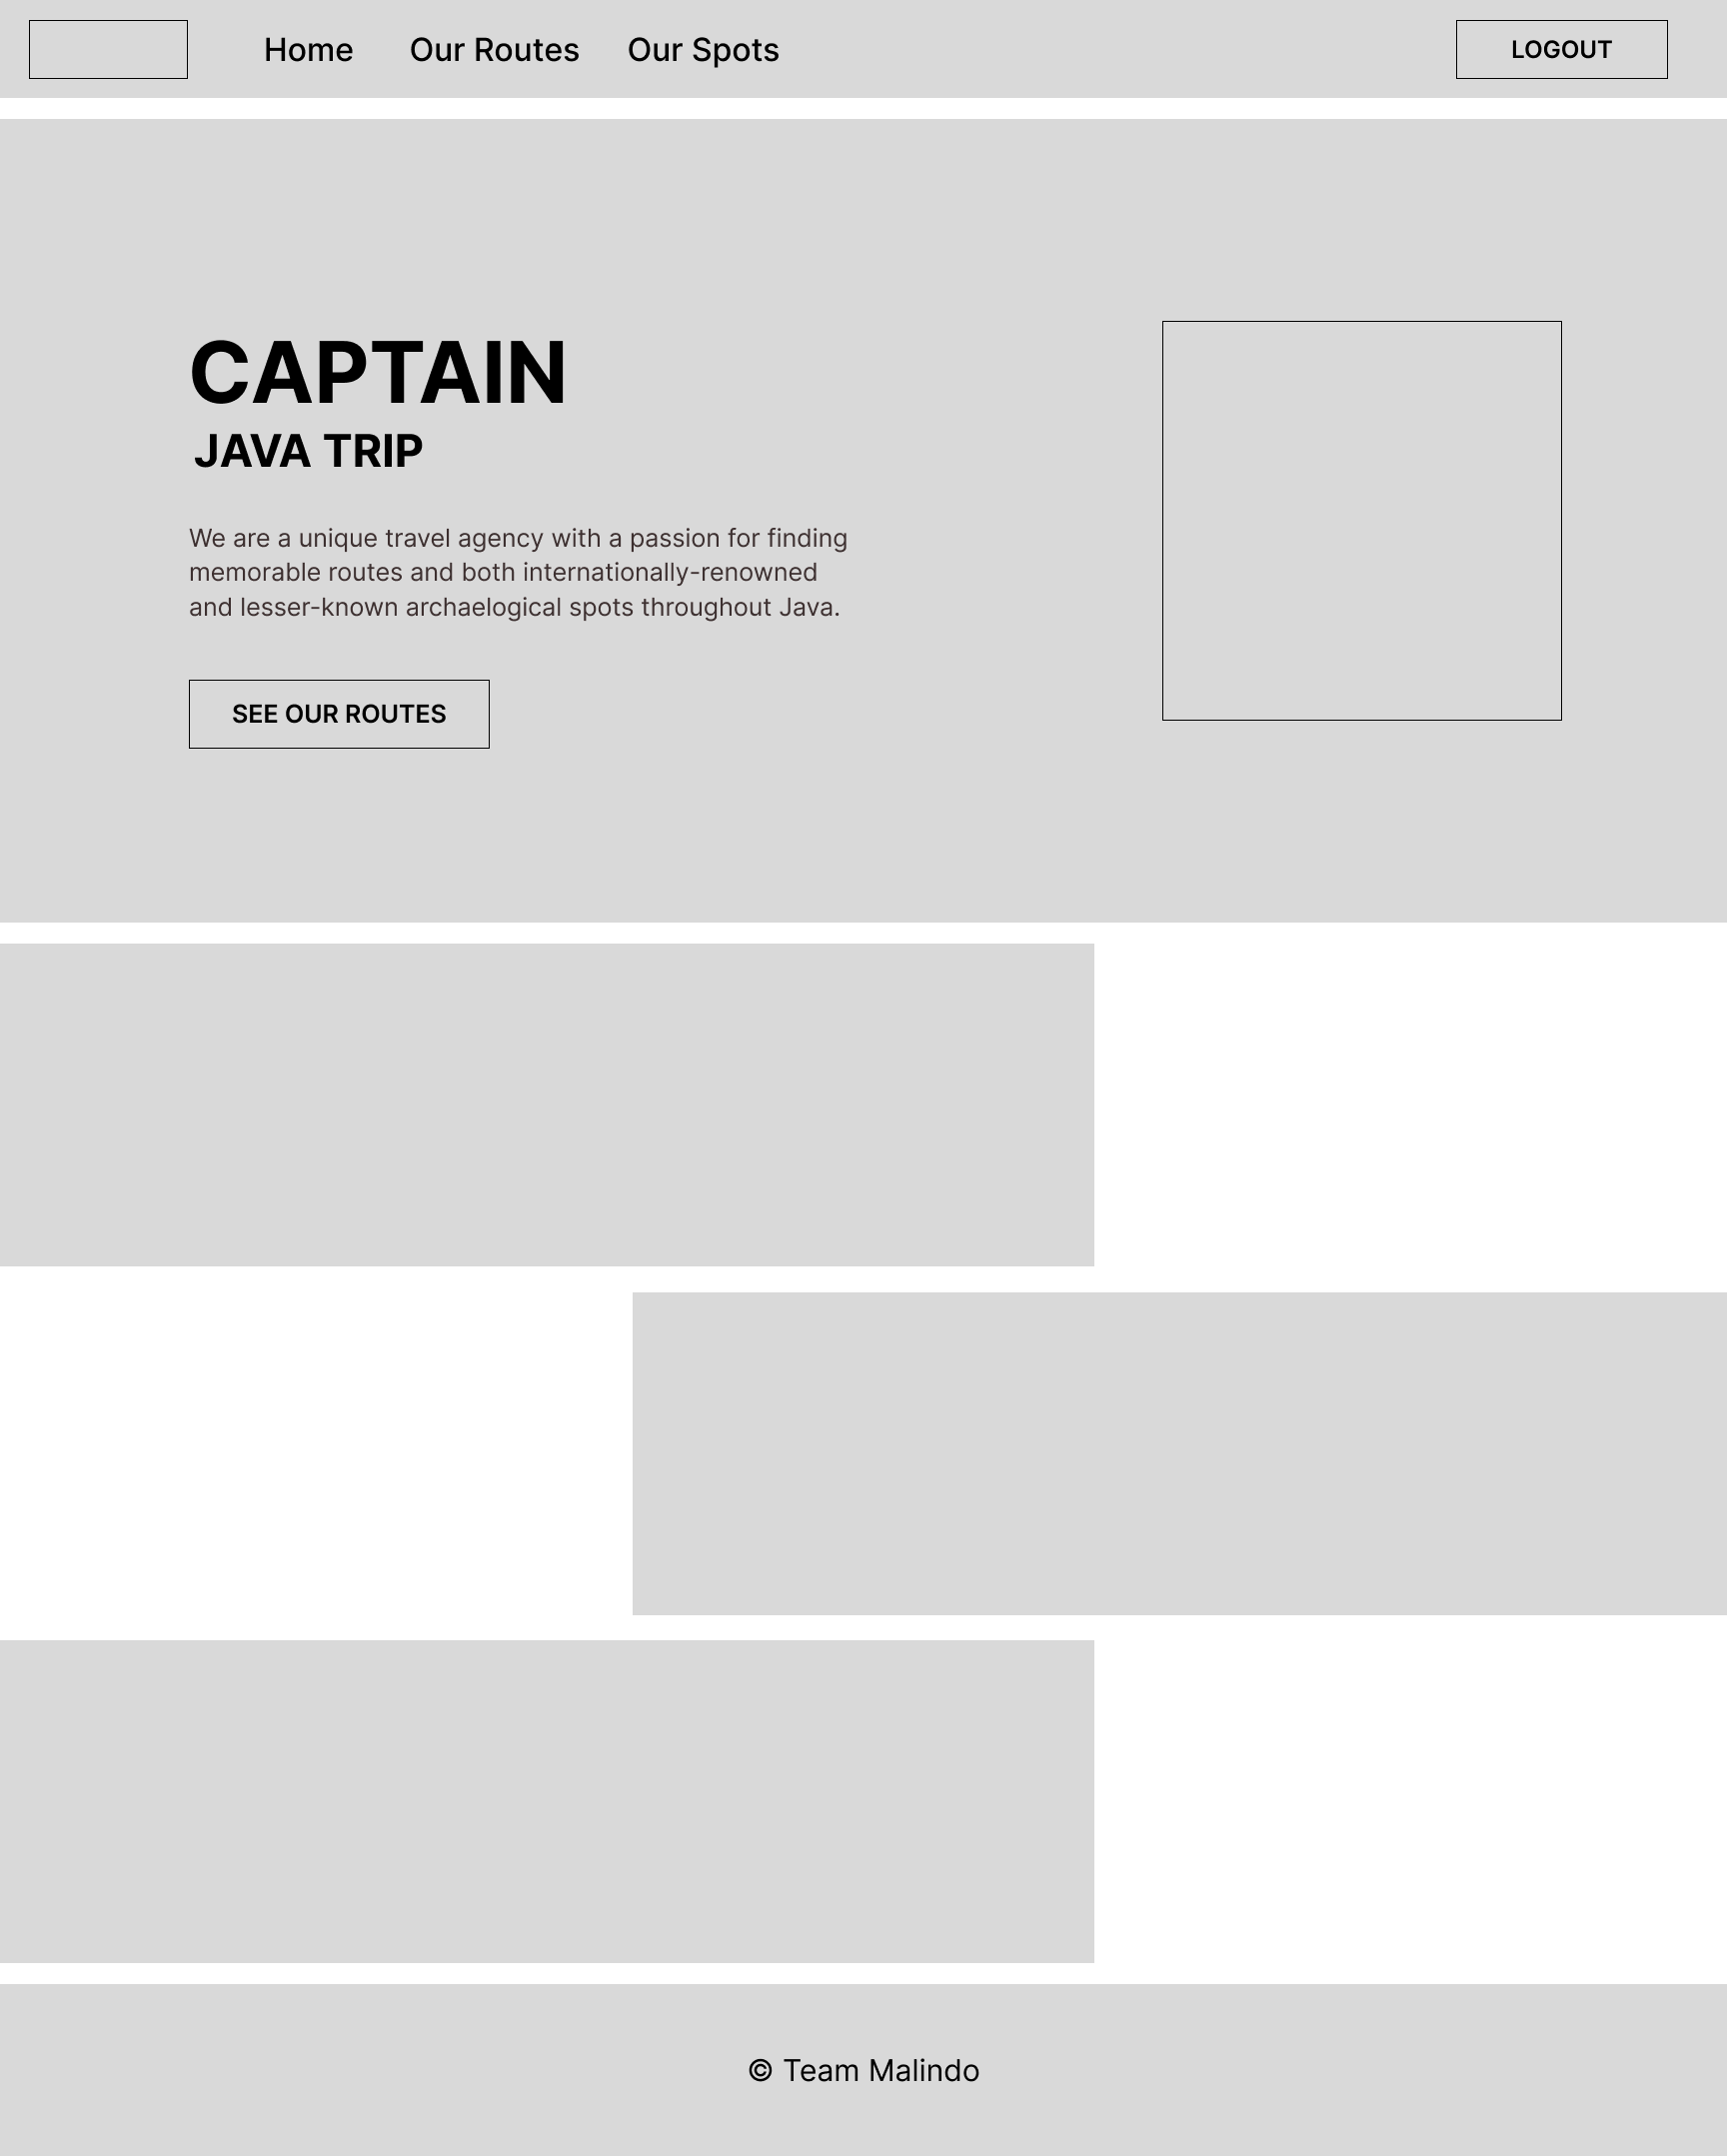 Home Our Routes Our Spots LOGOUT
CAPTAIN
JAVA TRIP
We are a unique travel agency with a passion for finding
memorable routes and both internationally-renowned
and lesser-known archaelogical spots throughout Java.
SEE OUR ROUTES
© Team Malindo